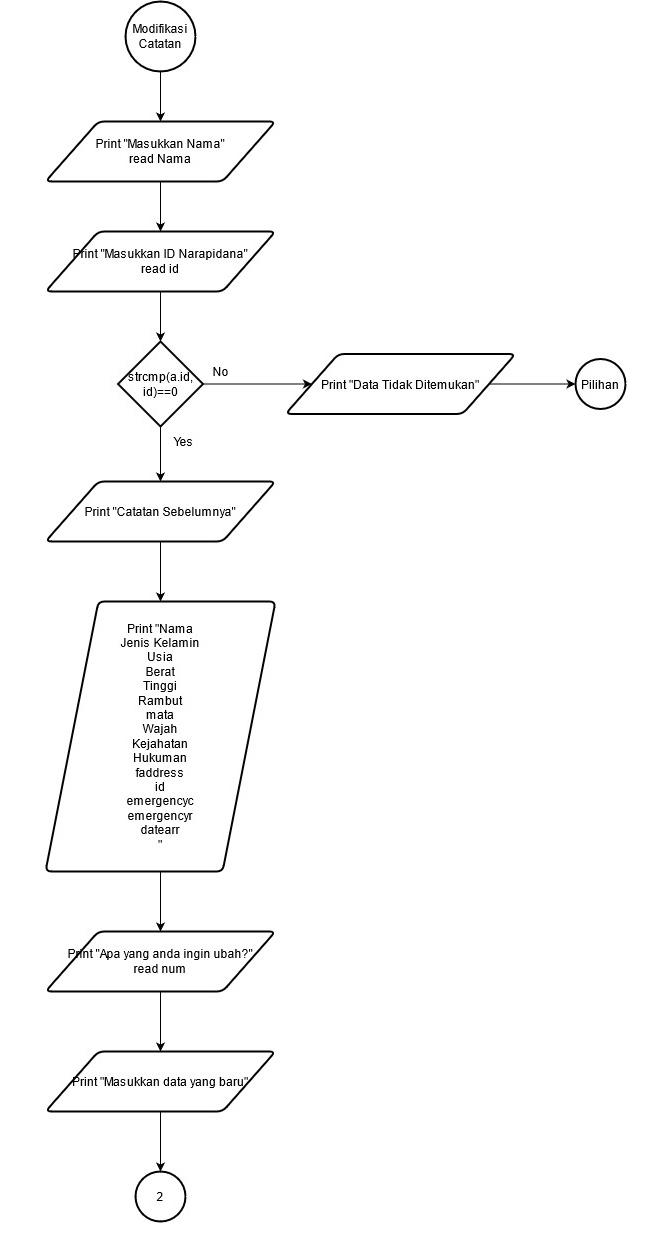 Modifikasi
Catatan
Print "Masukkan Nama"
read Nama
Print "Masukkan ID Narapidana"
read id
strcmp(a.id,
id)==0
No
Print "Data Tidak Ditemukan"
Pilihan
Yes
Print "Catatan Sebelumnya"
Print "Nama
Jenis Kelamin
Usia
Berat
Tinggi
Rambut
mata
Wajah
Kejahatan
Hukuman
faddress
id
emergencyc
emergencyr
datearr
"
Print "Apa yang anda ingin ubah?"
read num
Print "Masukkan data yang baru"
2